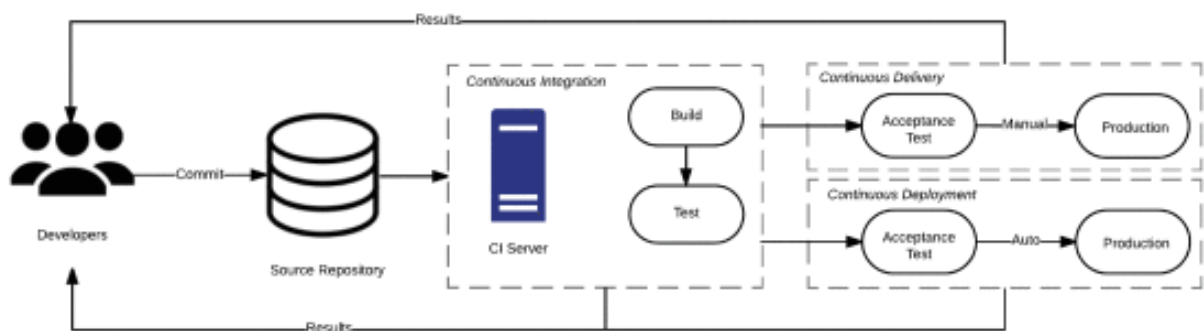 Results
Continuous Integration
Continuous Delivery
Build
Acceptance
Test
Manual
Production
Commit
Continuous Deployment
Test
Developers
CI Server
Acceptance
Test
Auto
Production
Source Repository
Results